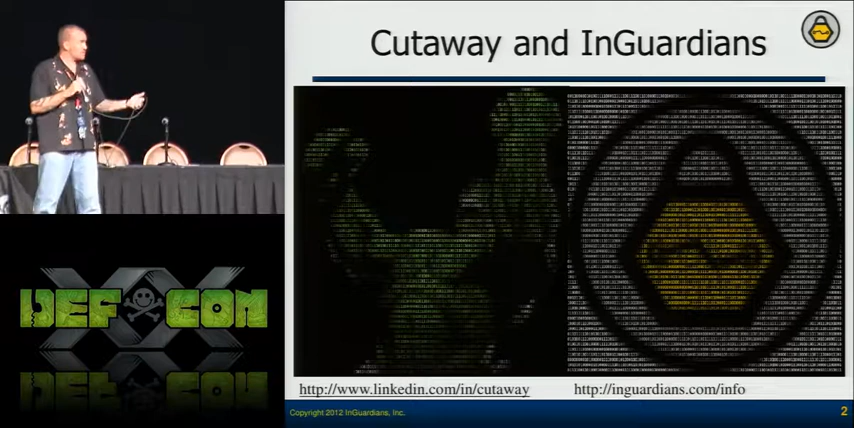 Cutaway and InGuardians
DEF CON
http://www.linkedin.com/in/cutaway
http://inguardians.com/info
Copyright 2012 InGuardians, Inc.
2